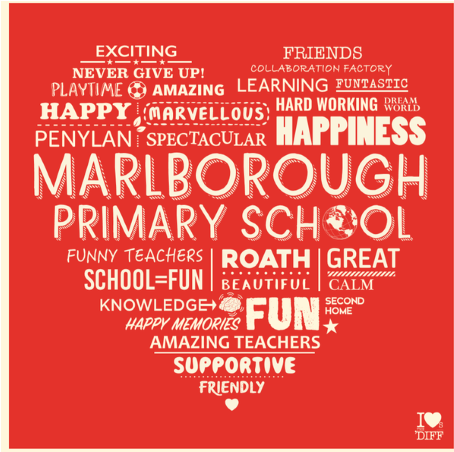 EXCITING
FRIENDS
NEVER GIVE UP!
COLLABORATION FACTORY
PLAYTIME AMAZING
LEARNING FUNTASTIC
HAPPY MARVELLOUS
HARD WORKING DREAM WORLD
PENYLAN SPECTACULAR
HAPPINESS
MARLBOROUGH
PRIMARY SCHOOL
FUNNY TEACHERS
ROATH
GREAT
SCHOOL=FUN
BEAUTIFUL
CALM
KNOWLEDGE
FUN
SECOND HOME
HAPPY MEMORIES
AMAZING TEACHERS
SUPPORTIVE
FRIENDLY
I
DIFF